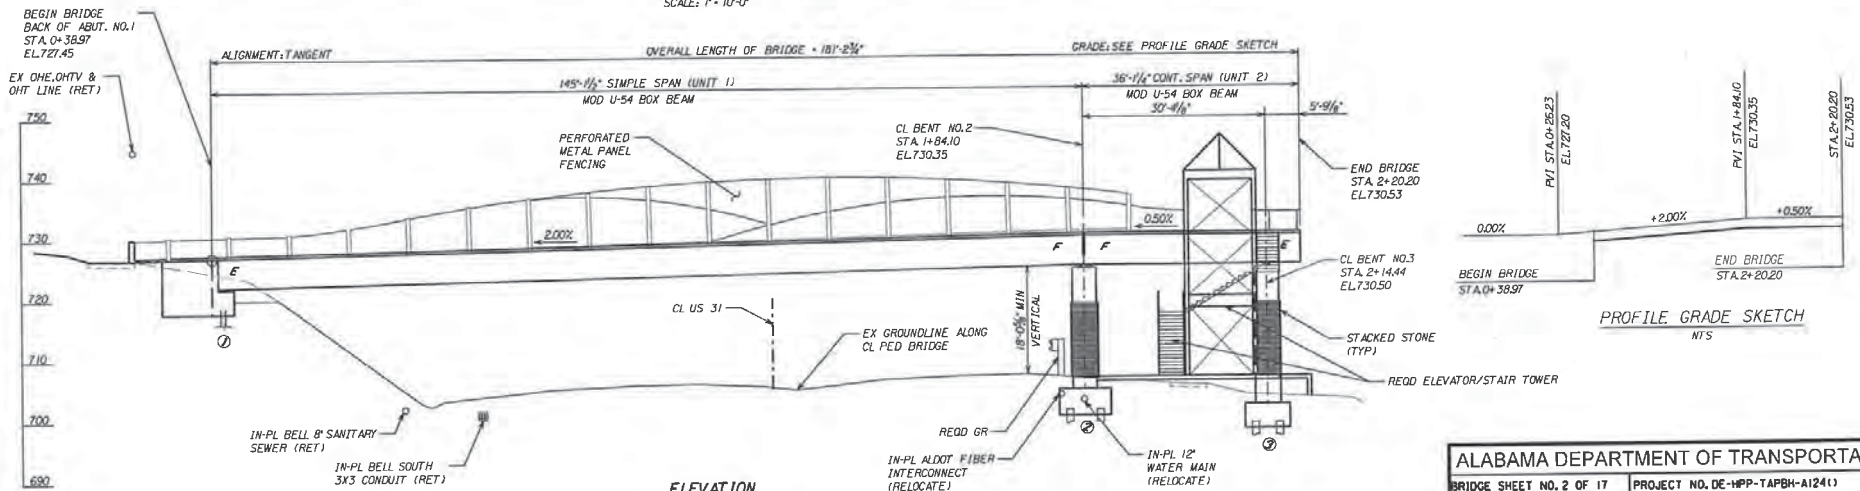 SCALE: 1" = 10'-0"
BEGIN BRIDGE
BACK OF ABUT. NO.1
STA. 0+38.97
EL.727.45
EX OHE,OHTV &
OHT LINE (RET)
ALIGNMENT: TANGENT
OVERALL LENGTH OF BRIDGE = 181'-2¾"
GRADE: SEE PROFILE GRADE SKETCH
145'-1½" SIMPLE SPAN (UNIT 1)
MOD U-54 BOX BEAM
36'-1¼" CONT. SPAN (UNIT 2)
MOD U-54 BOX BEAM
30'-4⅛"
5'-9⅛"
PERFORATED
METAL PANEL
FENCING
CL BENT NO.2
STA. 1+84.10
EL.730.35
END BRIDGE
STA. 2+20.20
EL.730.53
750
740
730
720
710
700
690
2.00%
0.50%
E
F
F
E
CL BENT NO.3
STA. 2+14.44
EL.730.50
CL US 31
EX GROUNDLINE ALONG
CL PED BRIDGE
18'-0⅝" MIN
VERTICAL
STACKED STONE
(TYP)
REQD ELEVATOR/STAIR TOWER
1
2
3
IN-PL BELL 8" SANITARY
SEWER (RET)
IN-PL BELL SOUTH
3X3 CONDUIT (RET)
REQD GR
IN-PL ALDOT FIBER
INTERCONNECT
(RELOCATE)
IN-PL 12"
WATER MAIN
(RELOCATE)
ELEVATION
PVI STA. 0+26.23
EL.727.20
PVI STA. 1+84.10
EL.730.35
STA. 2+20.20
EL.730.53
0.00%
+2.00%
+0.50%
BEGIN BRIDGE
STA.0+38.97
END BRIDGE
STA.2+20.20
PROFILE GRADE SKETCH
NTS
ALABAMA DEPARTMENT OF TRANSPORTA
BRIDGE SHEET NO. 2 OF 17
PROJECT NO. DE-HPP-TAPBH-A124()